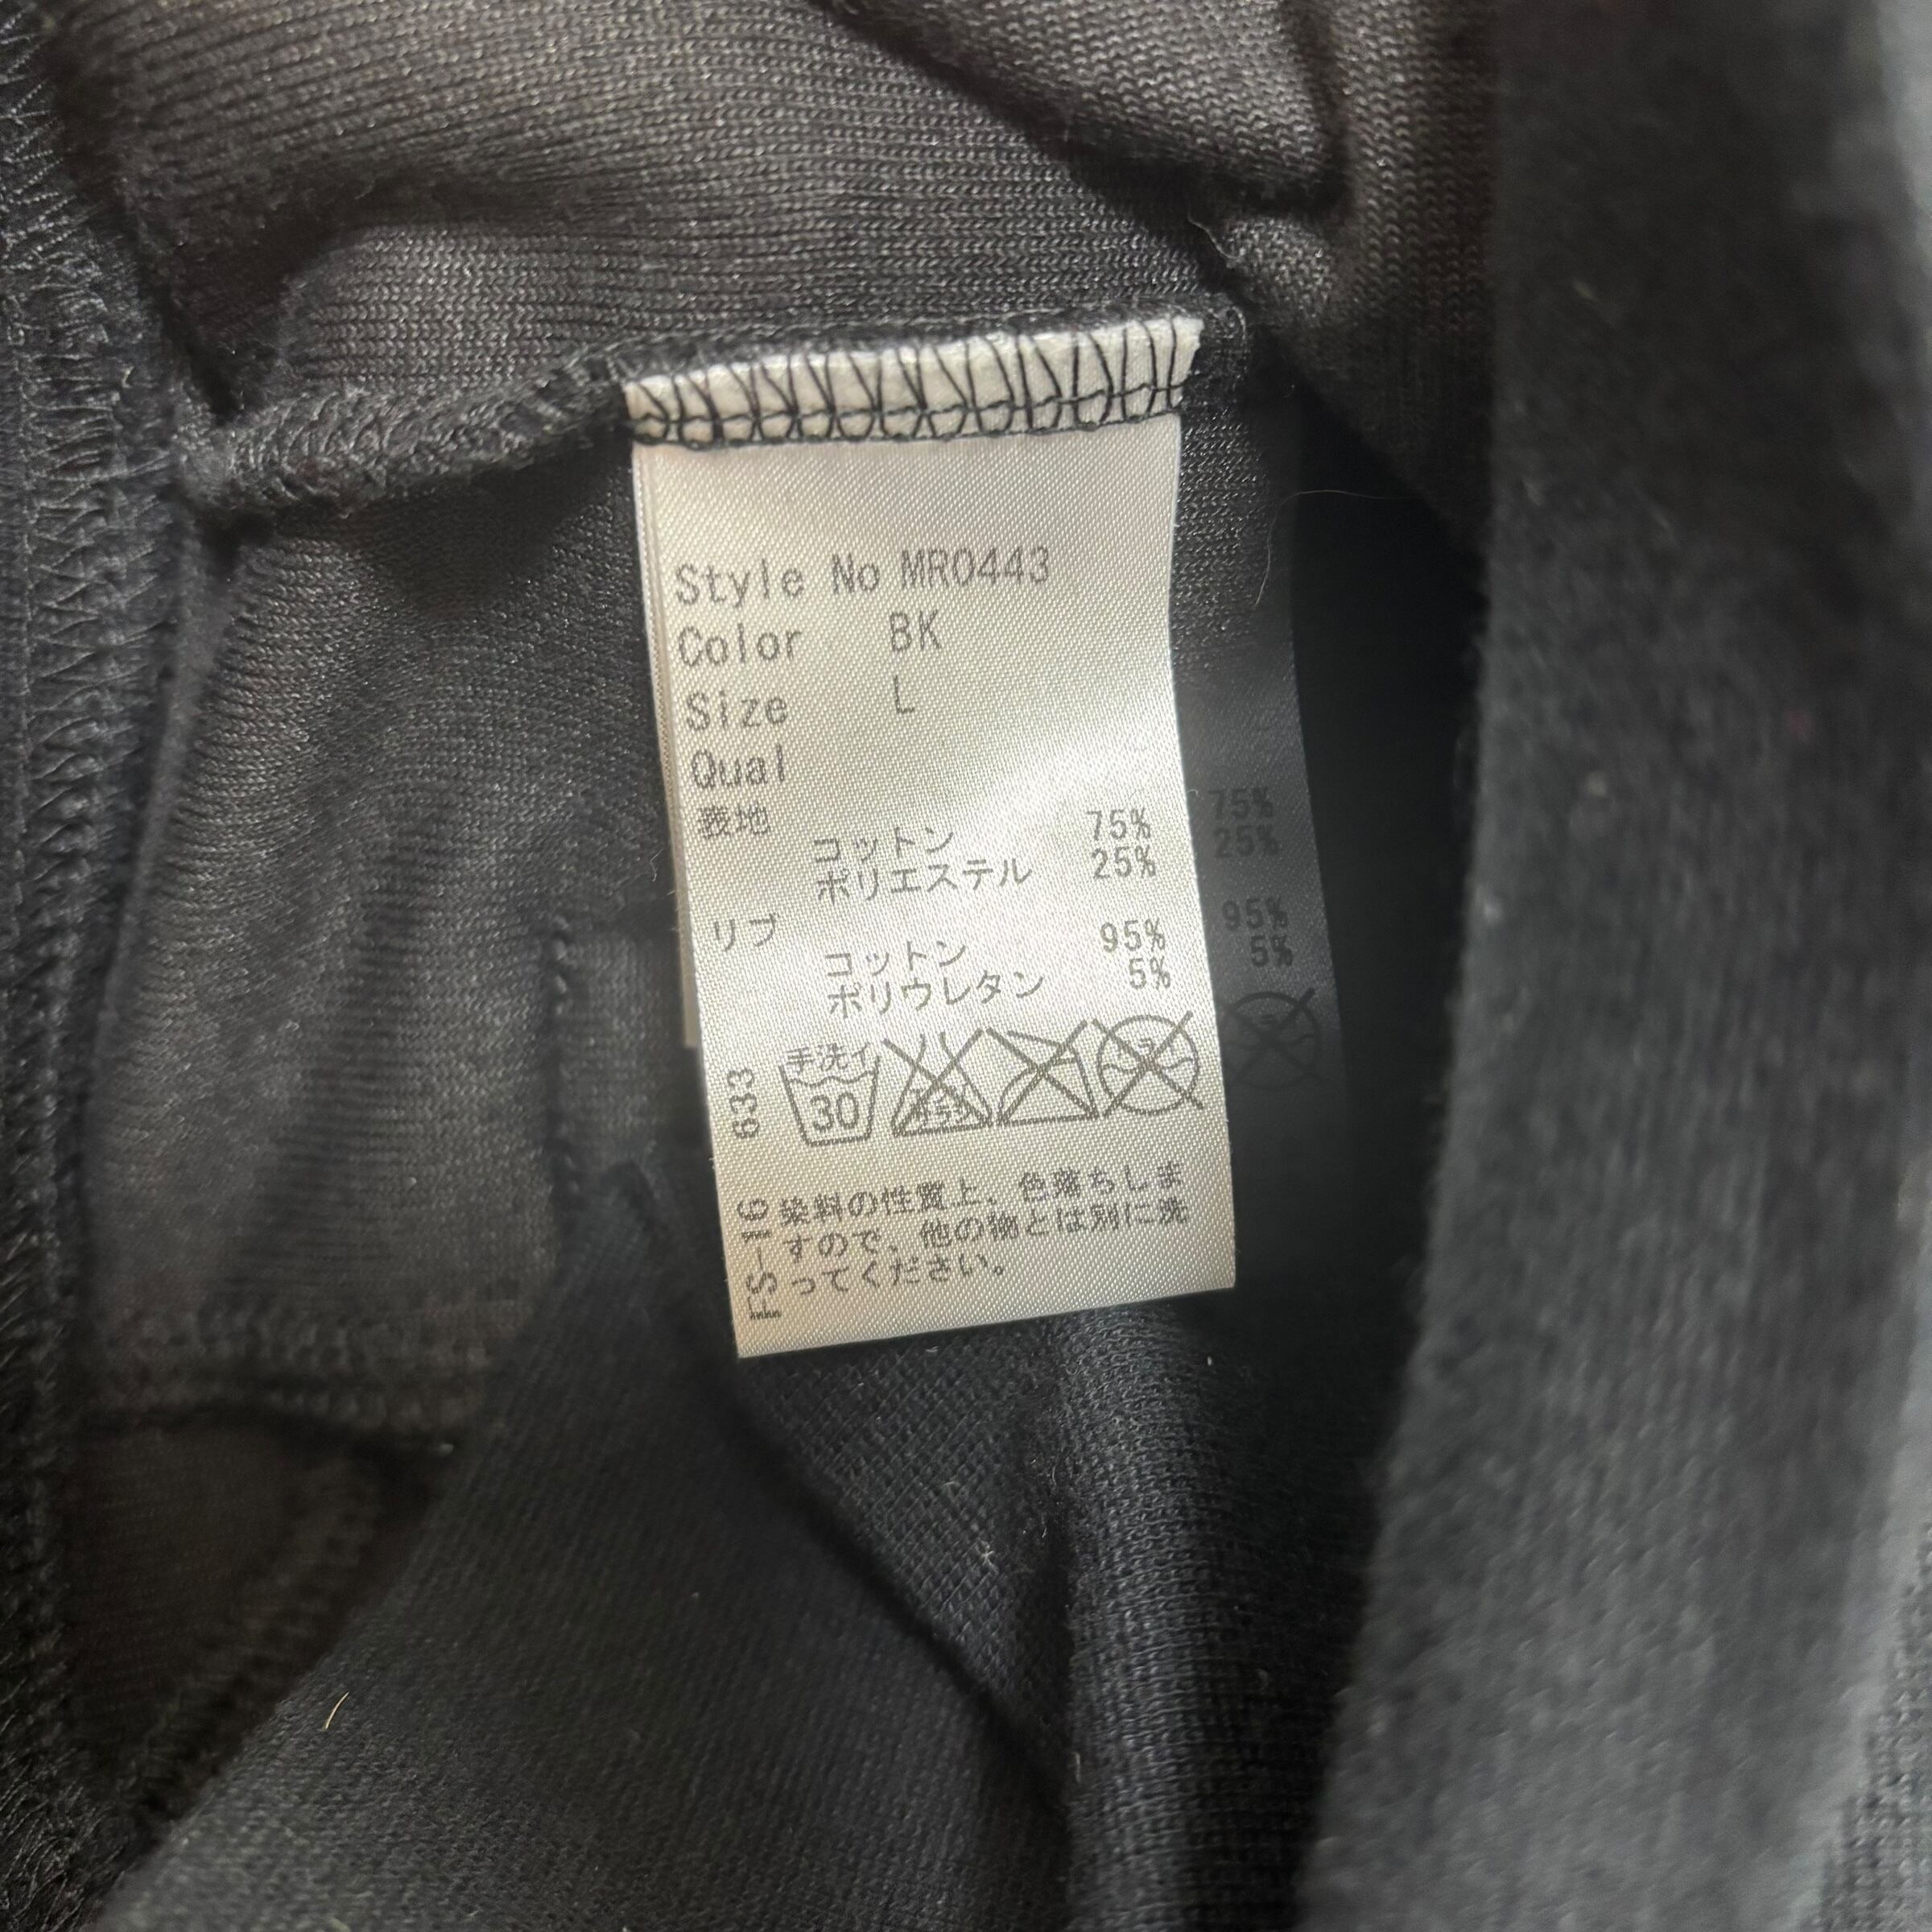 Style No MR0443
Color BK
Size L
Qual
表地
コットン 75%
ポリエステル 25%
リブ
コットン 95%
ポリウレタン 5%
手洗イ
30
633
FS-16
染料の性質上、色落ちしま
すので、他の物とは別に洗
ってください。
75%
25%
95%
5%